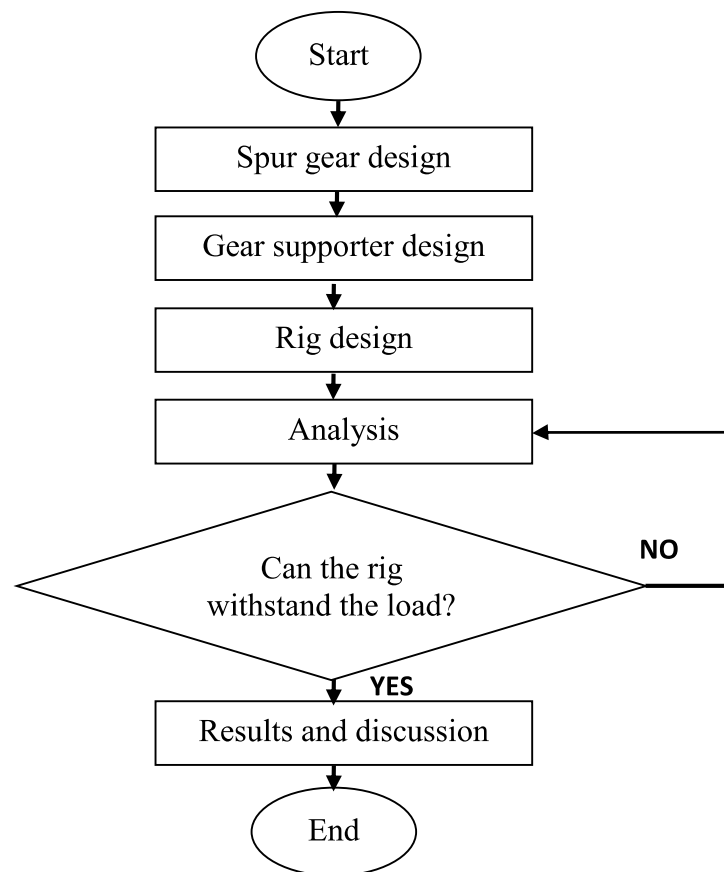 Start
Spur gear design
Gear supporter design
Rig design
Analysis
NO
Can the rig
withstand the load?
YES
Results and discussion
End